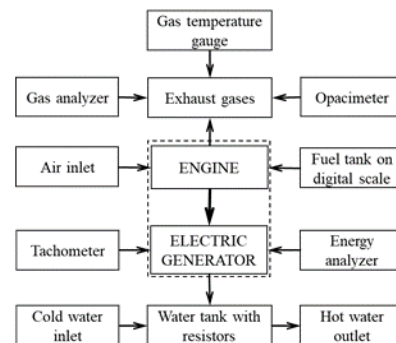 Gas temperature
gauge
Gas analyzer
Exhaust gases
Opacimeter
Air inlet
ENGINE
Fuel tank on
digital scale
Tachometer
ELECTRIC
GENERATOR
Energy
analyzer
Cold water
inlet
Water tank with
resistors
Hot water
outlet